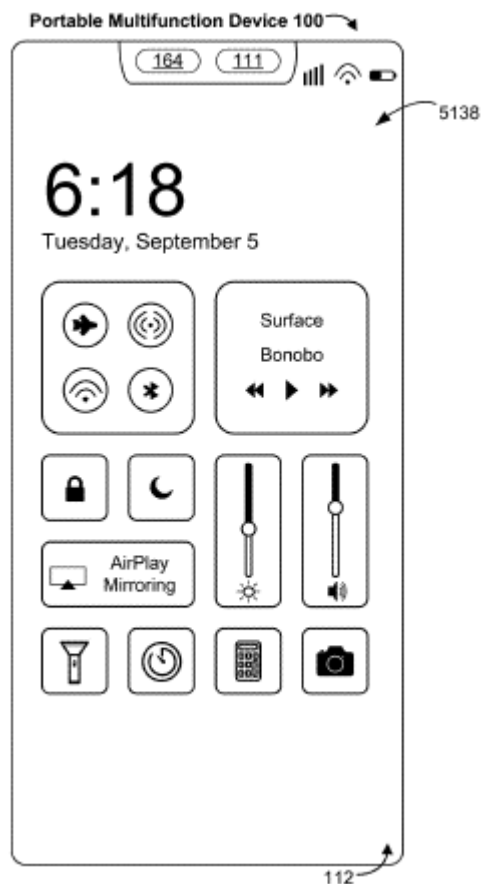 Portable Multifunction Device 100
164 111
5138
6:18
Tuesday, September 5
Surface
Bonobo
AirPlay
Mirroring
112